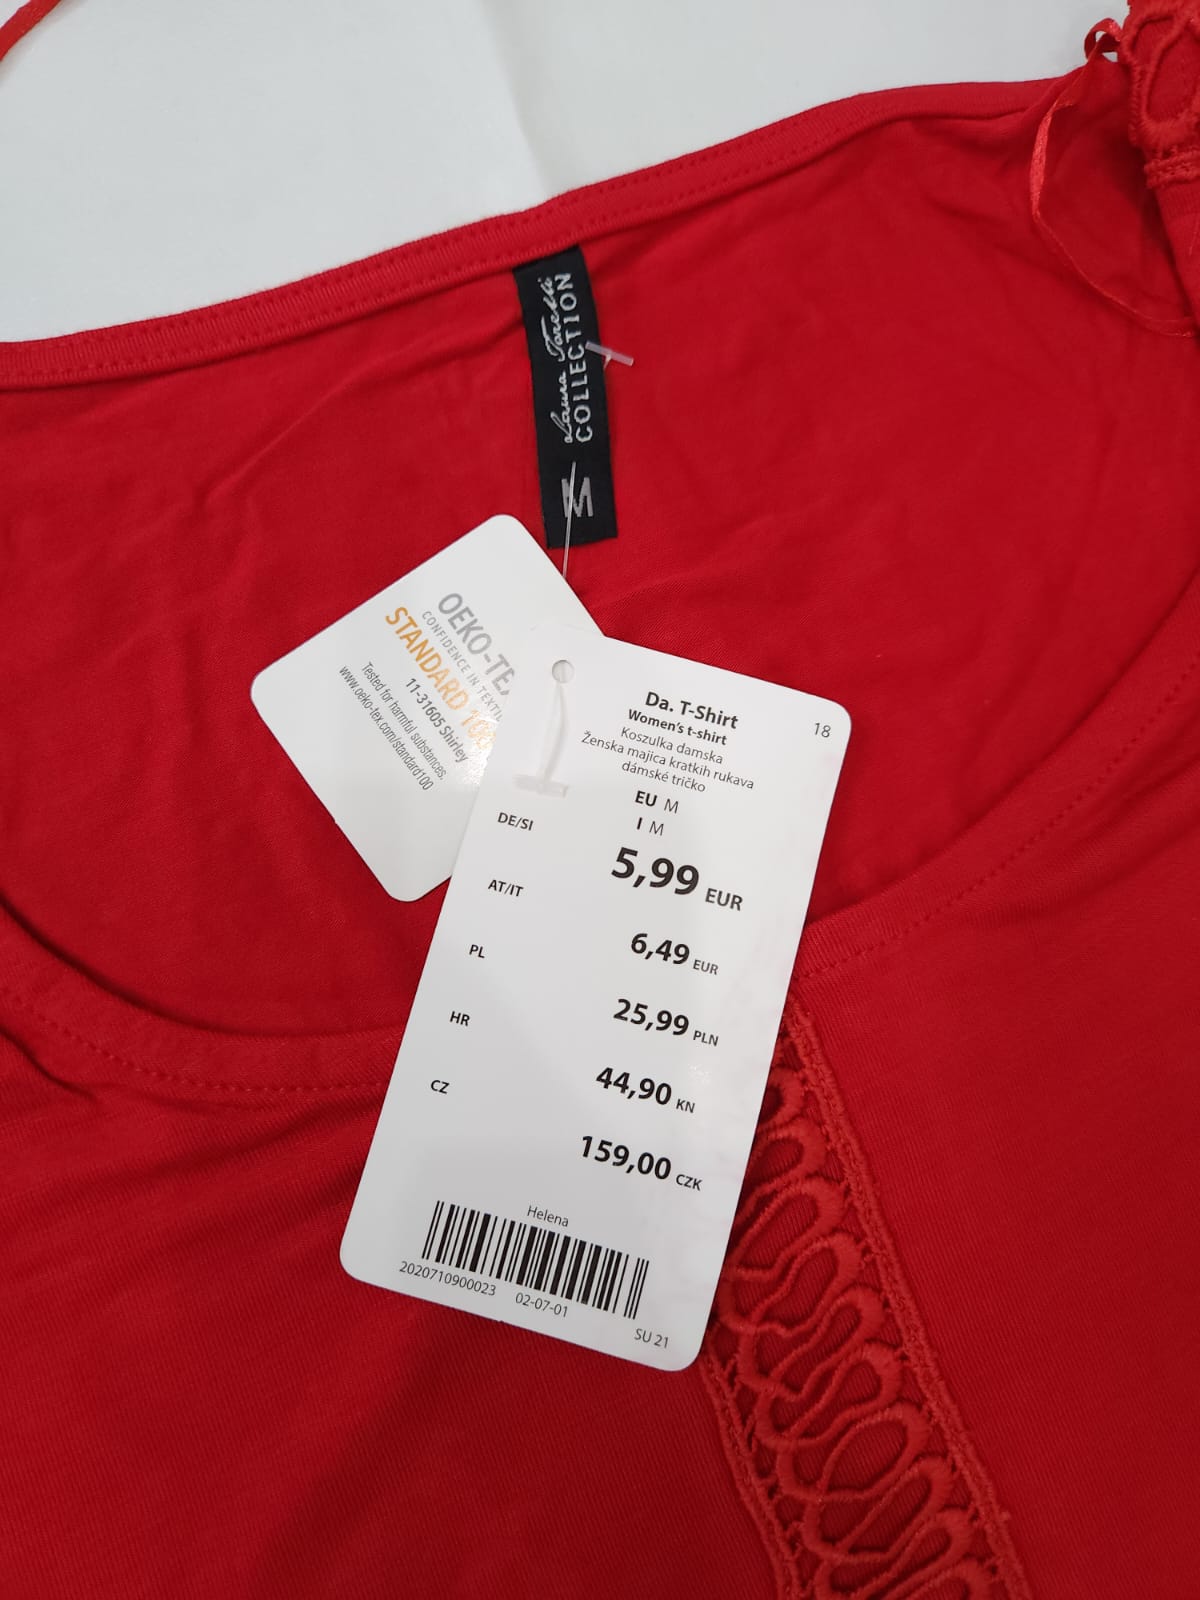 Laura Torelli
COLLECTION
M
OEKO-TEX
CONFIDENCE IN TEXTIL
STANDARD 100
11-31605 Shirley
Tested for harmful substances.
www.oeko-tex.com/standard100
18
Da. T-Shirt
Women's t-shirt
Koszulka damska
Ženska majica kratkih rukava
dámské tričko
EU M
I M
DE/SI 5,99 EUR
AT/IT 6,49 EUR
PL 25,99 PLN
HR 44,90 KN
CZ 159,00 CZK
Helena
2020710900023 02-07-01
SU 21